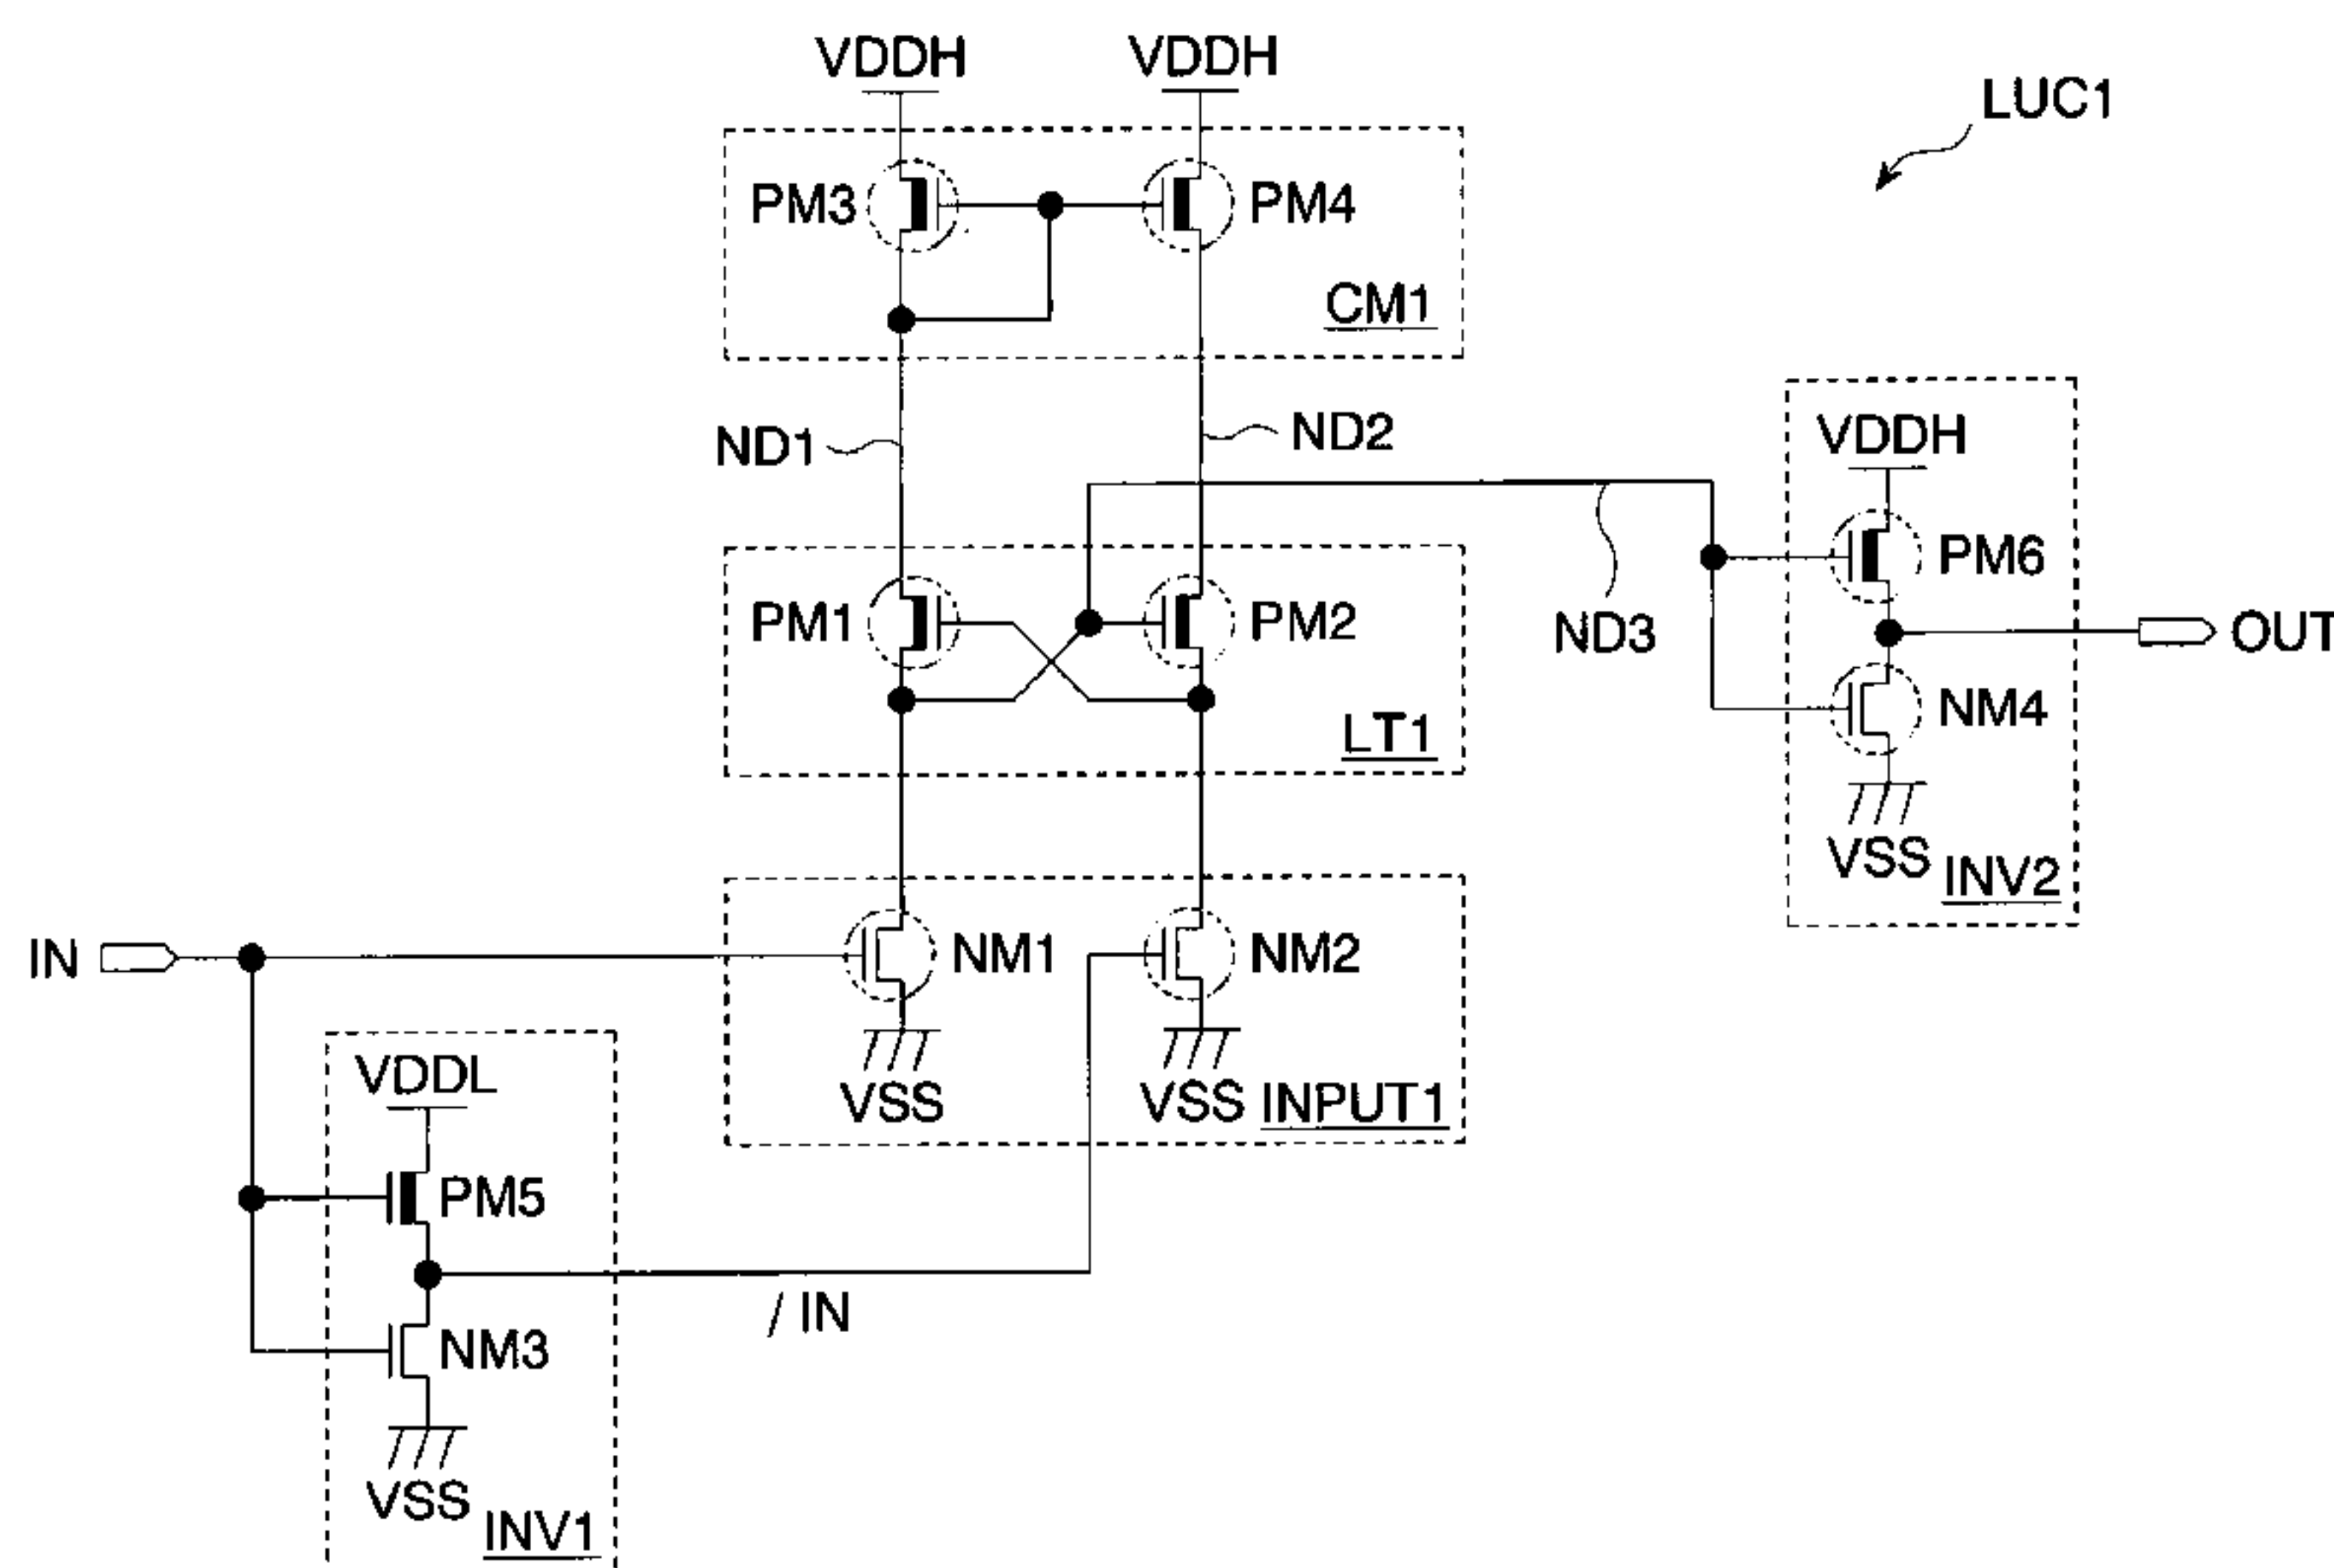 VDDH VDDH
LUC1
PM3 PM4
CM1
ND1 ND2
VDDH
PM6
PM1 PM2
ND3
OUT
NM4
LT1
VSS INV2
IN
NM1 NM2
VSS VSS INPUT1
VDDL
PM5
/ IN
NM3
VSS INV1